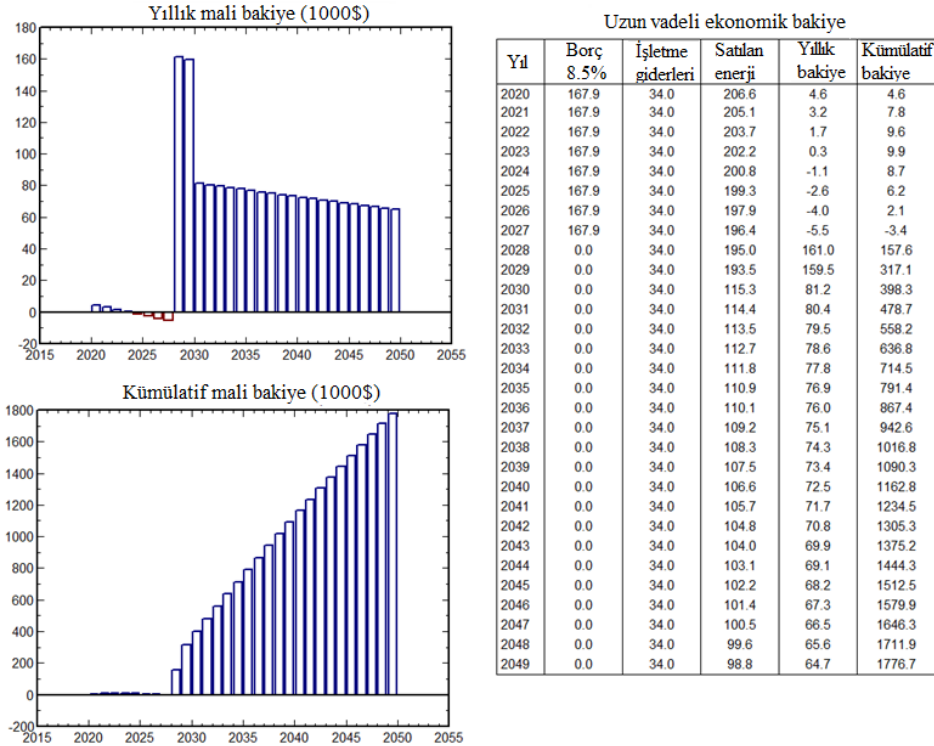 Yıllık mali bakiye (1000$)
180
160
140
120
100
80
60
40
20
0
-20
2015 2020 2025 2030 2035 2040 2045 2050 2055
Kümülatif mali bakiye (1000$)
1800
1600
1400
1200
1000
800
600
400
200
0
-200
2015 2020 2025 2030 2035 2040 2045 2050 2055
Uzun vadeli ekonomik bakiye
Yıl Borç 8.5% İşletme giderleri Satılan enerji Yıllık bakiye Kümülatif bakiye
2020 167.9 34.0 206.6 4.6 4.6
2021 167.9 34.0 205.1 3.2 7.8
2022 167.9 34.0 203.7 1.7 9.6
2023 167.9 34.0 202.2 0.3 9.9
2024 167.9 34.0 200.8 -1.1 8.7
2025 167.9 34.0 199.3 -2.6 6.2
2026 167.9 34.0 197.9 -4.0 2.1
2027 167.9 34.0 196.4 -5.5 -3.4
2028 0.0 34.0 195.0 161.0 157.6
2029 0.0 34.0 193.5 159.5 317.1
2030 0.0 34.0 115.3 81.2 398.3
2031 0.0 34.0 114.4 80.4 478.7
2032 0.0 34.0 113.5 79.5 558.2
2033 0.0 34.0 112.7 78.6 636.8
2034 0.0 34.0 111.8 77.8 714.5
2035 0.0 34.0 110.9 76.9 791.4
2036 0.0 34.0 110.1 76.0 867.4
2037 0.0 34.0 109.2 75.1 942.6
2038 0.0 34.0 108.3 74.3 1016.8
2039 0.0 34.0 107.5 73.4 1090.3
2040 0.0 34.0 106.6 72.5 1162.8
2041 0.0 34.0 105.7 71.7 1234.5
2042 0.0 34.0 104.8 70.8 1305.3
2043 0.0 34.0 104.0 69.9 1375.2
2044 0.0 34.0 103.1 69.1 1444.3
2045 0.0 34.0 102.2 68.2 1512.5
2046 0.0 34.0 101.4 67.3 1579.9
2047 0.0 34.0 100.5 66.5 1646.3
2048 0.0 34.0 99.6 65.6 1711.9
2049 0.0 34.0 98.8 64.7 1776.7